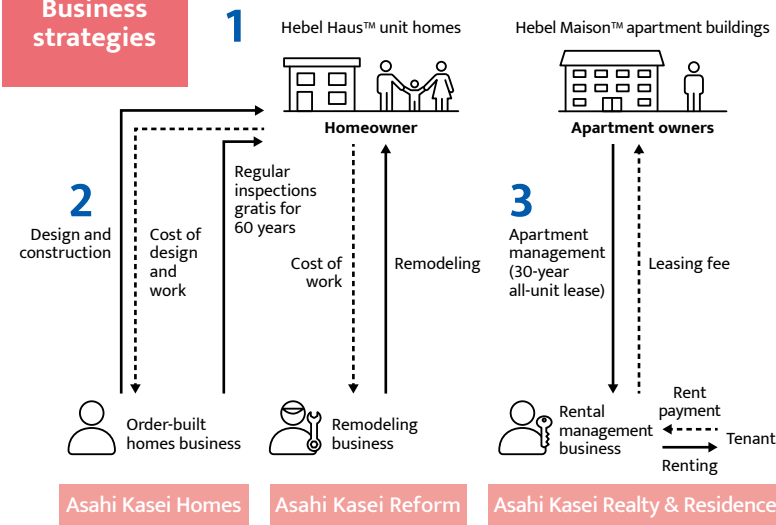 Business
strategies
1
Hebel Haus™ unit homes
Hebel Maison™ apartment buildings
Homeowner
Apartment owners
2
Design and
construction
Cost of
design
and
work
Regular
inspections
gratis for
60 years
Cost of
work
Remodeling
3
Apartment
management
(30-year
all-unit lease)
Leasing fee
Order-built
homes business
Remodeling
business
Rental
management
business
Rent
payment
Tenant
Renting
Asahi Kasei Homes
Asahi Kasei Reform
Asahi Kasei Realty & Residence